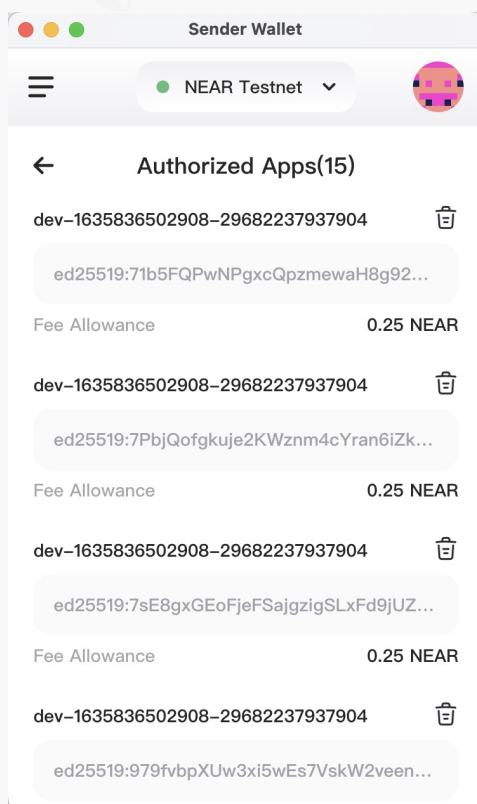 Sender Wallet
NEAR Testnet
Authorized Apps(15)
dev-1635836502908-29682237937904
ed25519:71b5FQPwNPgxcQpzmewaH8g92...
Fee Allowance 0.25 NEAR
dev-1635836502908-29682237937904
ed25519:7PbjQofgkuje2KWznm4cYran6iZk...
Fee Allowance 0.25 NEAR
dev-1635836502908-29682237937904
ed25519:7sE8gxGEoFjeFSajgzigSLxFd9jUZ...
Fee Allowance 0.25 NEAR
dev-1635836502908-29682237937904
ed25519:979fvbpXUw3xi5wEs7VskW2veen...